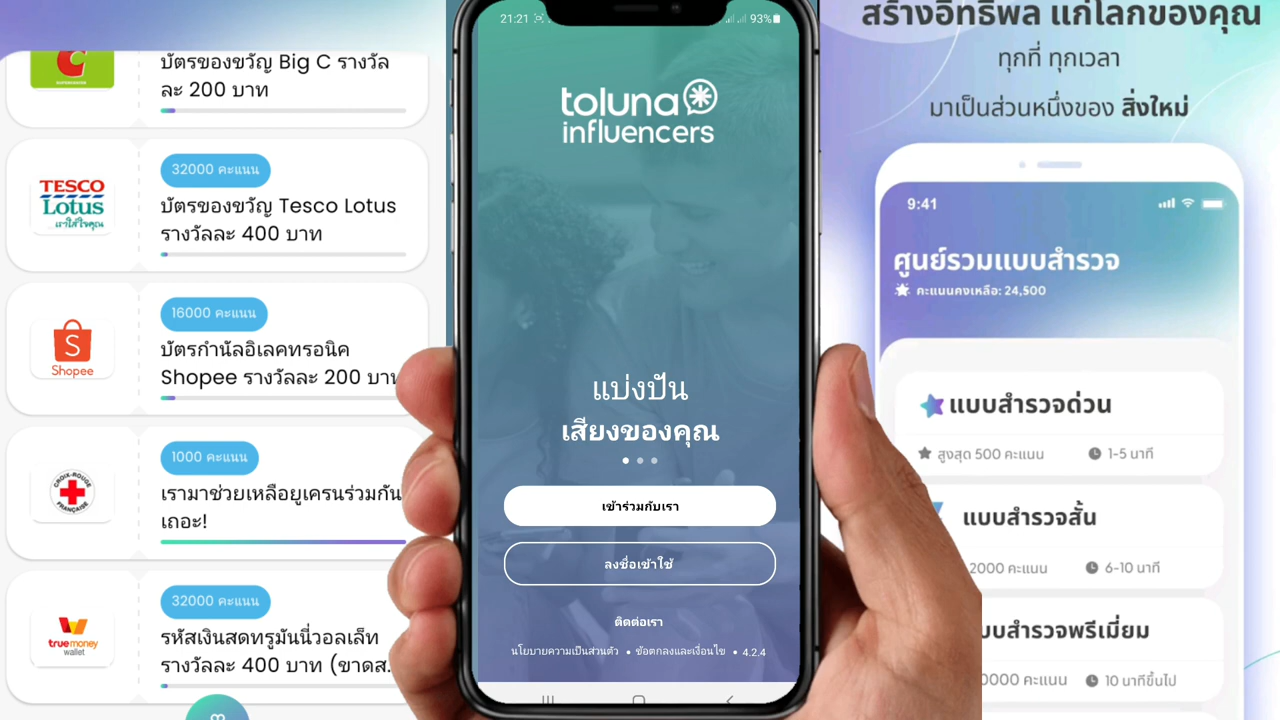 บัตรของขวัญ Big C รางวัล
ละ 200 บาท
TESCO
Lotus
เราใส่ใจคุณ
32000 คะแนน
บัตรของขวัญ Tesco Lotus
รางวัลละ 400 บาท
S
Shopee
16000 คะแนน
บัตรกำนัลอิเลคทรอนิค
Shopee รางวัลละ 200 บาท
CROIX-ROUGE
FRANÇAISE
1000 คะแนน
เรามาช่วยเหลือยูเครนร่วมกัน
เถอะ!
truemoney
wallet
32000 คะแนน
รหัสเงินสดทรูมันนี่วอลเล็ท
รางวัลละ 400 บาท (ขาดส..
21:21
93%
toluna
influencers
แบ่งปัน
เสียงของคุณ
เข้าร่วมกับเรา
ลงชื่อเข้าใช้
ติดต่อเรา
นโยบายความเป็นส่วนตัว • ข้อตกลงและเงื่อนไข • 4.2.4
สร้างอิทธิพล แก่โลกของคุณ
ทุกที่ ทุกเวลา
มาเป็นส่วนหนึ่งของ สิ่งใหม่
9:41
ศูนย์รวมแบบสำรวจ
คะแนนคงเหลือ: 24,500
แบบสำรวจด่วน
สูงสุด 500 คะแนน
1-5 นาที
แบบสำรวจสั้น
2000 คะแนน
6-10 นาที
บบสำรวจพรีเมี่ยม
0000 คะแนน
10 นาทีขึ้นไป